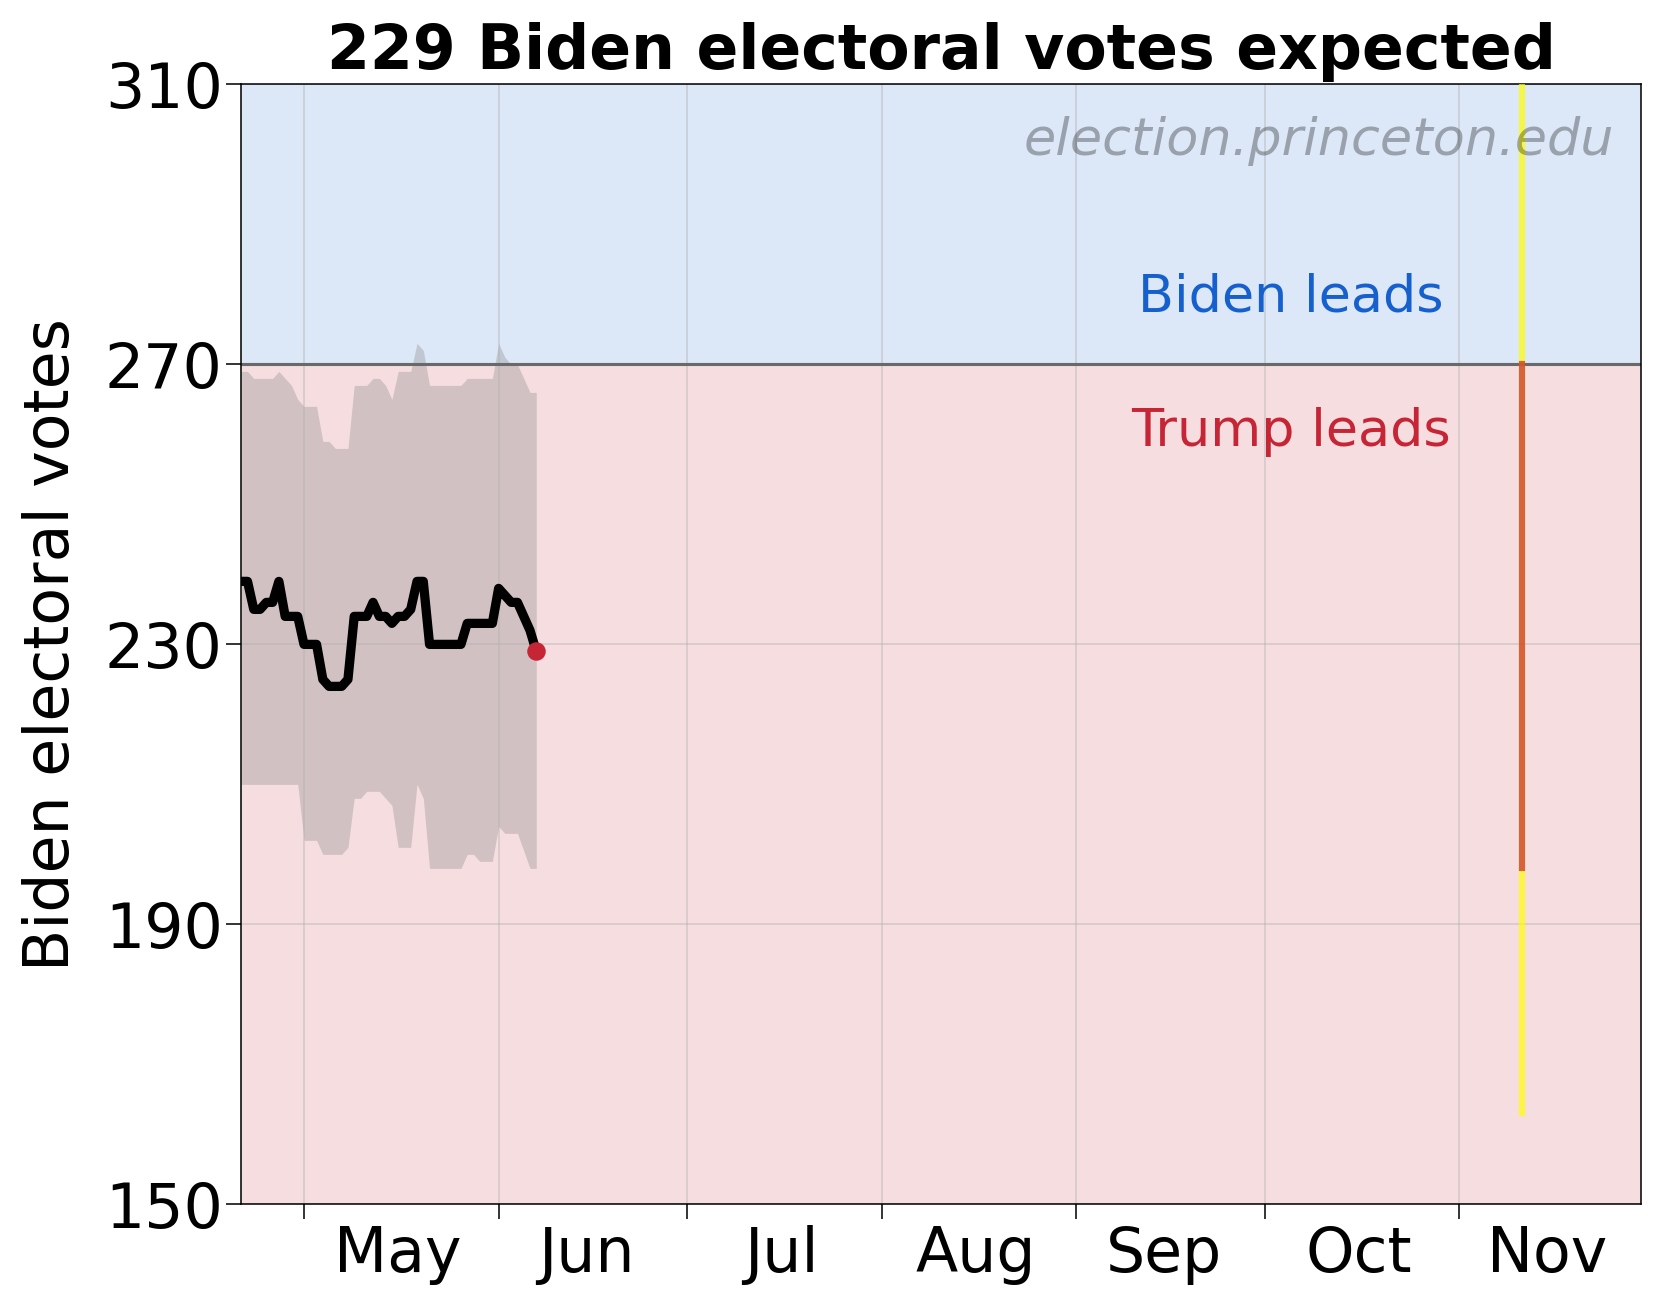 229 Biden electoral votes expected
310
election.princeton.edu
Biden leads
270
Trump leads
Biden electoral votes
230
190
150
May Jun Jul Aug Sep Oct Nov